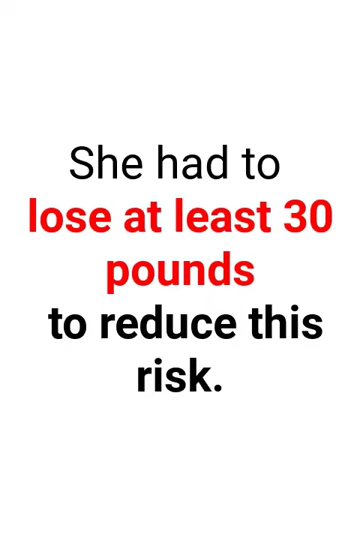 She had to
lose at least 30
pounds
to reduce this
risk.